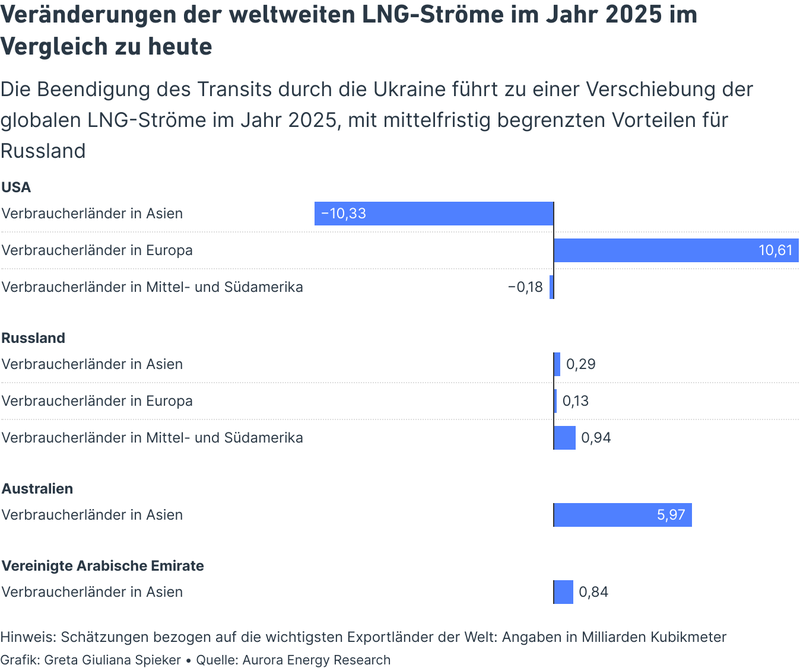 Veränderungen der weltweiten LNG-Ströme im Jahr 2025 im
Vergleich zu heute
Die Beendigung des Transits durch die Ukraine führt zu einer Verschiebung der
globalen LNG-Ströme im Jahr 2025, mit mittelfristig begrenzten Vorteilen für
Russland
USA
Verbraucherländer in Asien −10,33
Verbraucherländer in Europa 10,61
Verbraucherländer in Mittel- und Südamerika −0,18
Russland
Verbraucherländer in Asien 0,29
Verbraucherländer in Europa 0,13
Verbraucherländer in Mittel- und Südamerika 0,94
Australien
Verbraucherländer in Asien 5,97
Vereinigte Arabische Emirate
Verbraucherländer in Asien 0,84
Hinweis: Schätzungen bezogen auf die wichtigsten Exportländer der Welt: Angaben in Milliarden Kubikmeter
Grafik: Greta Giuliana Spieker • Quelle: Aurora Energy Research